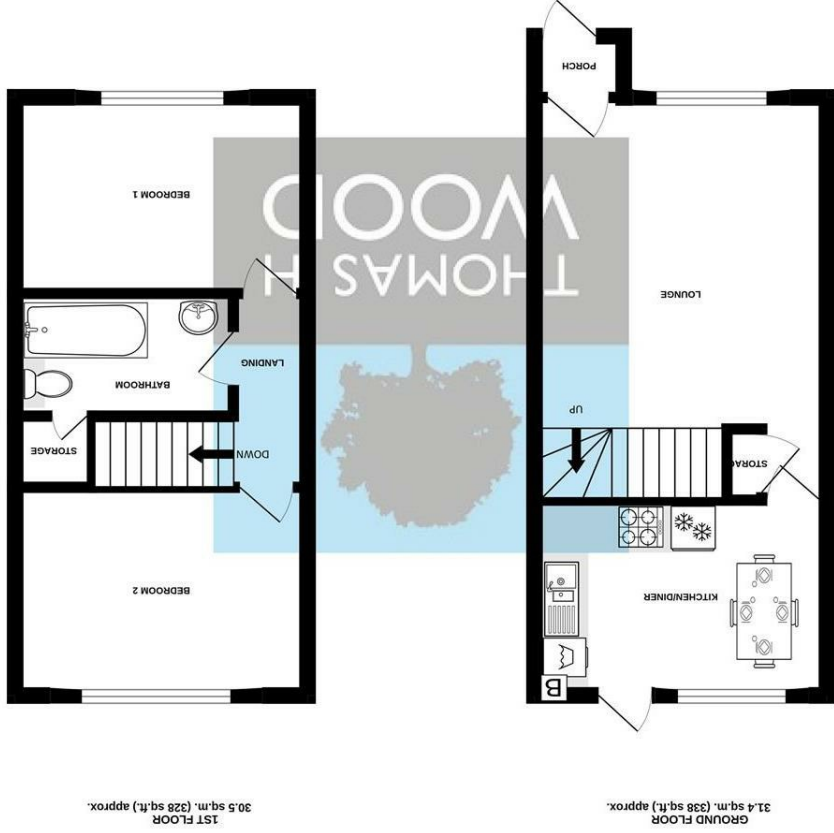 GROUND FLOOR
31.4 sq.m. (338 sq.ft.) approx.
B
KITCHEN/DINER
STORAG
UP
LOUNGE
PORCH
1ST FLOOR
30.5 sq.m. (328 sq.ft.) approx.
BEDROOM 2
DOWN
STORAGE
BATHROOM
LANDING
BEDROOM 1
THOMAS H
WOOD